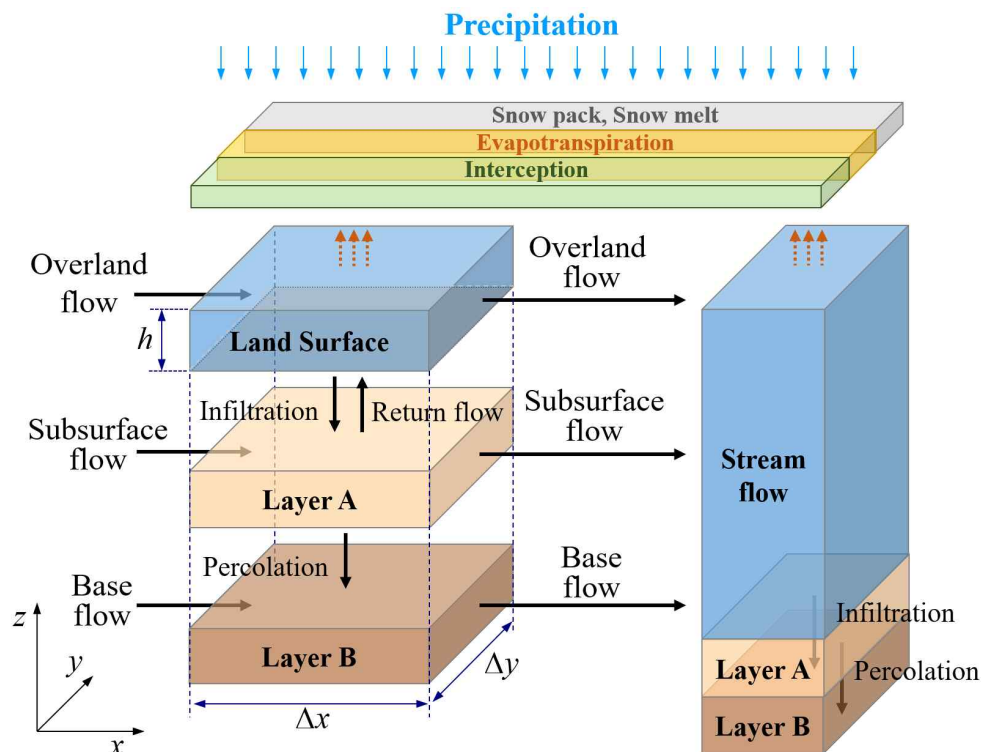 Precipitation
Snow pack, Snow melt
Evapotranspiration
Interception
Overland
flow
Overland
flow
h
Land Surface
Infiltration
Return flow
Subsurface
flow
Subsurface
flow
Layer A
Stream
flow
Percolation
Base
flow
Base
flow
Layer B
z
y
x
Δx
Δy
Infiltration
Layer A
Percolation
Layer B